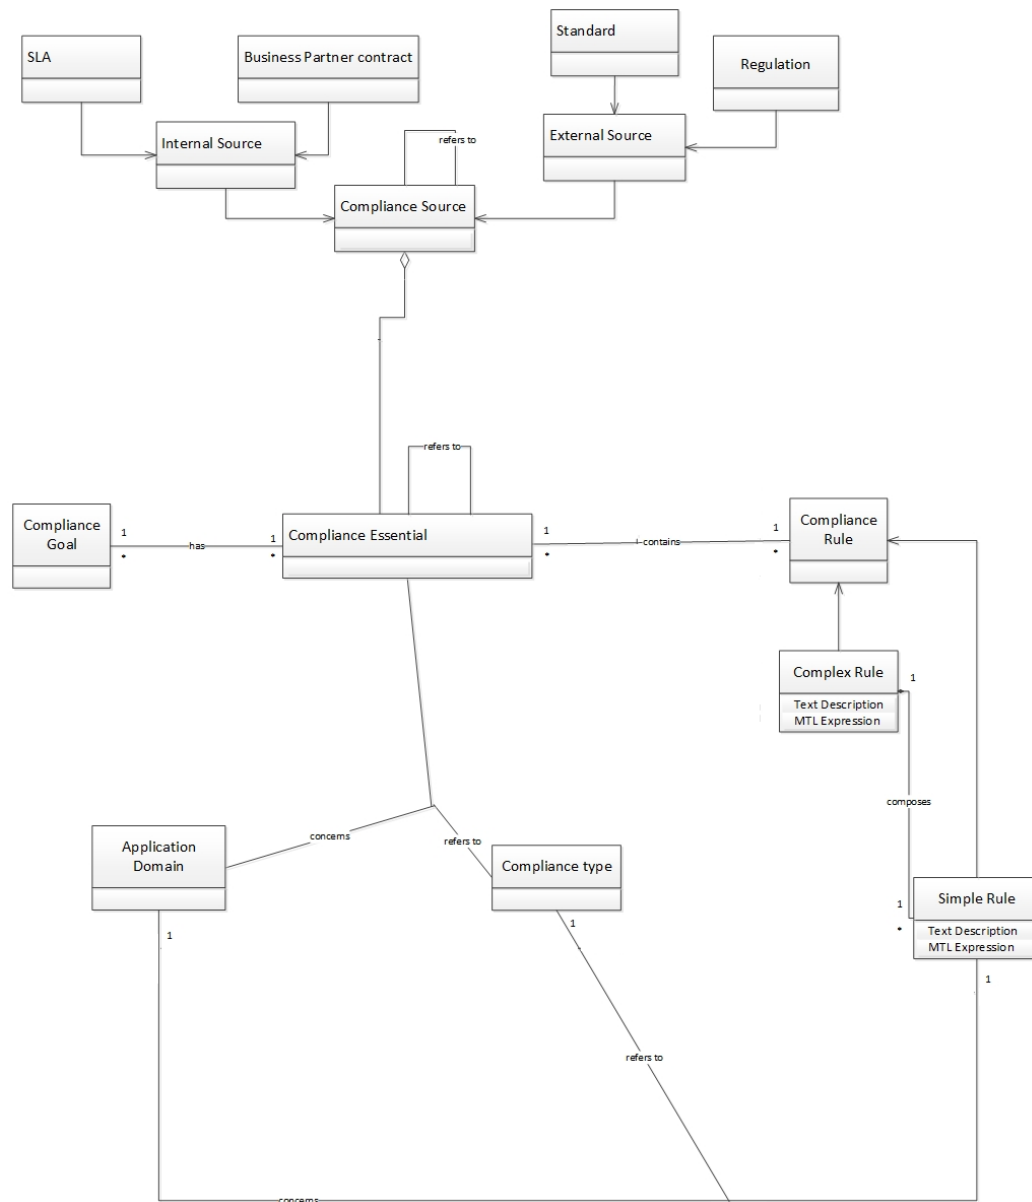 Standard
SLA
Business Partner contract
Regulation
Internal Source
refers to
External Source
Compliance Source
refers to
Compliance
Goal
1
*
has
1
*
Compliance Essential
1
*
contains
1
*
Compliance
Rule
Complex Rule
1
Text Description
MTL Expression
composes
Application
Domain
concerns
refers to
Compliance type
1
*
Simple Rule
Text Description
MTL Expression
1
1
1
refers to
concerns